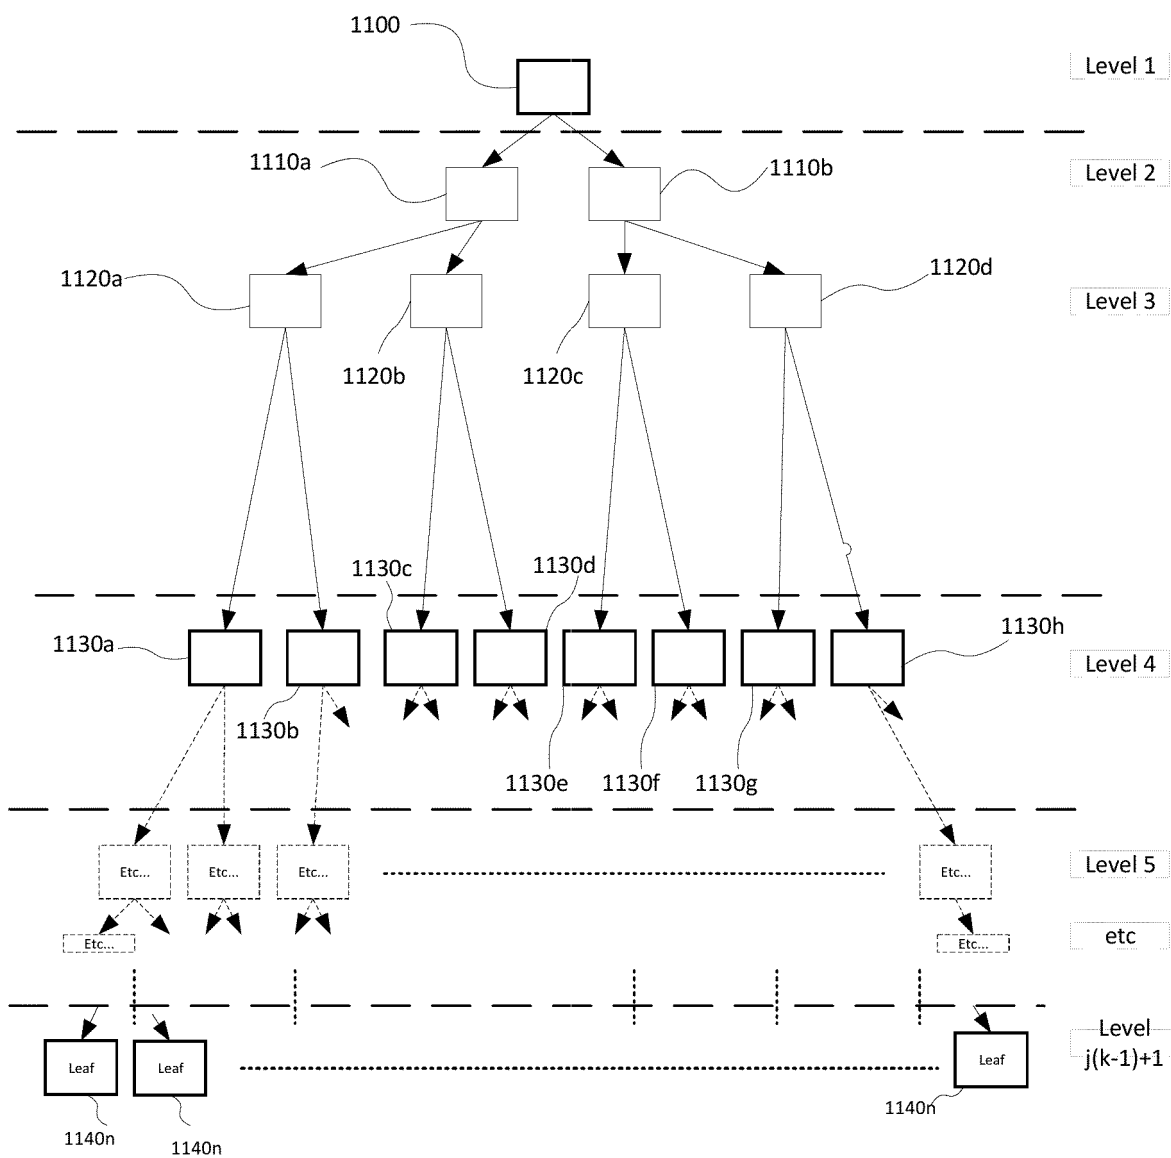 1100
Level 1
1110a
1110b
Level 2
1120a
1120d
Level 3
1120b
1120c
1130c
1130d
1130a
1130h
Level 4
1130b
1130e
1130f
1130g
Etc...
Etc...
Etc...
Etc...
Level 5
Etc...
Etc...
etc
Level
j(k-1)+1
Leaf
Leaf
Leaf
1140n
1140n
1140n